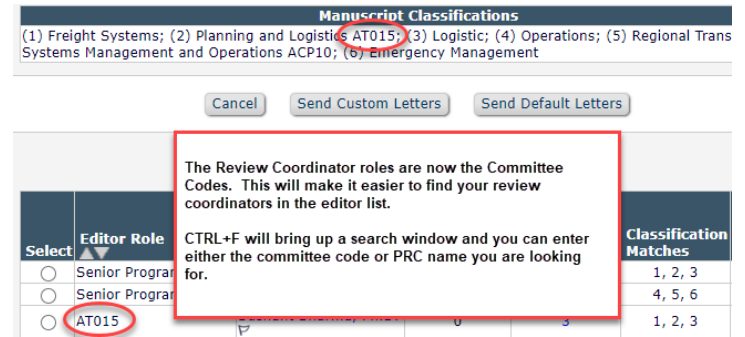 Manuscript Classifications
(1) Freight Systems; (2) Planning and Logistics AT015; (3) Logistic; (4) Operations; (5) Regional Trans
Systems Management and Operations ACP10; (6) Emergency Management
Cancel Send Custom Letters Send Default Letters
The Review Coordinator roles are now the Committee
Codes. This will make it easier to find your review
coordinators in the editor list.
CTRL+F will bring up a search window and you can enter
either the committee code or PRC name you are looking
for.
Select Editor Role Classification
Matches
Senior Progra 1, 2, 3
Senior Progra 4, 5, 6
AT015 0 3 1, 2, 3